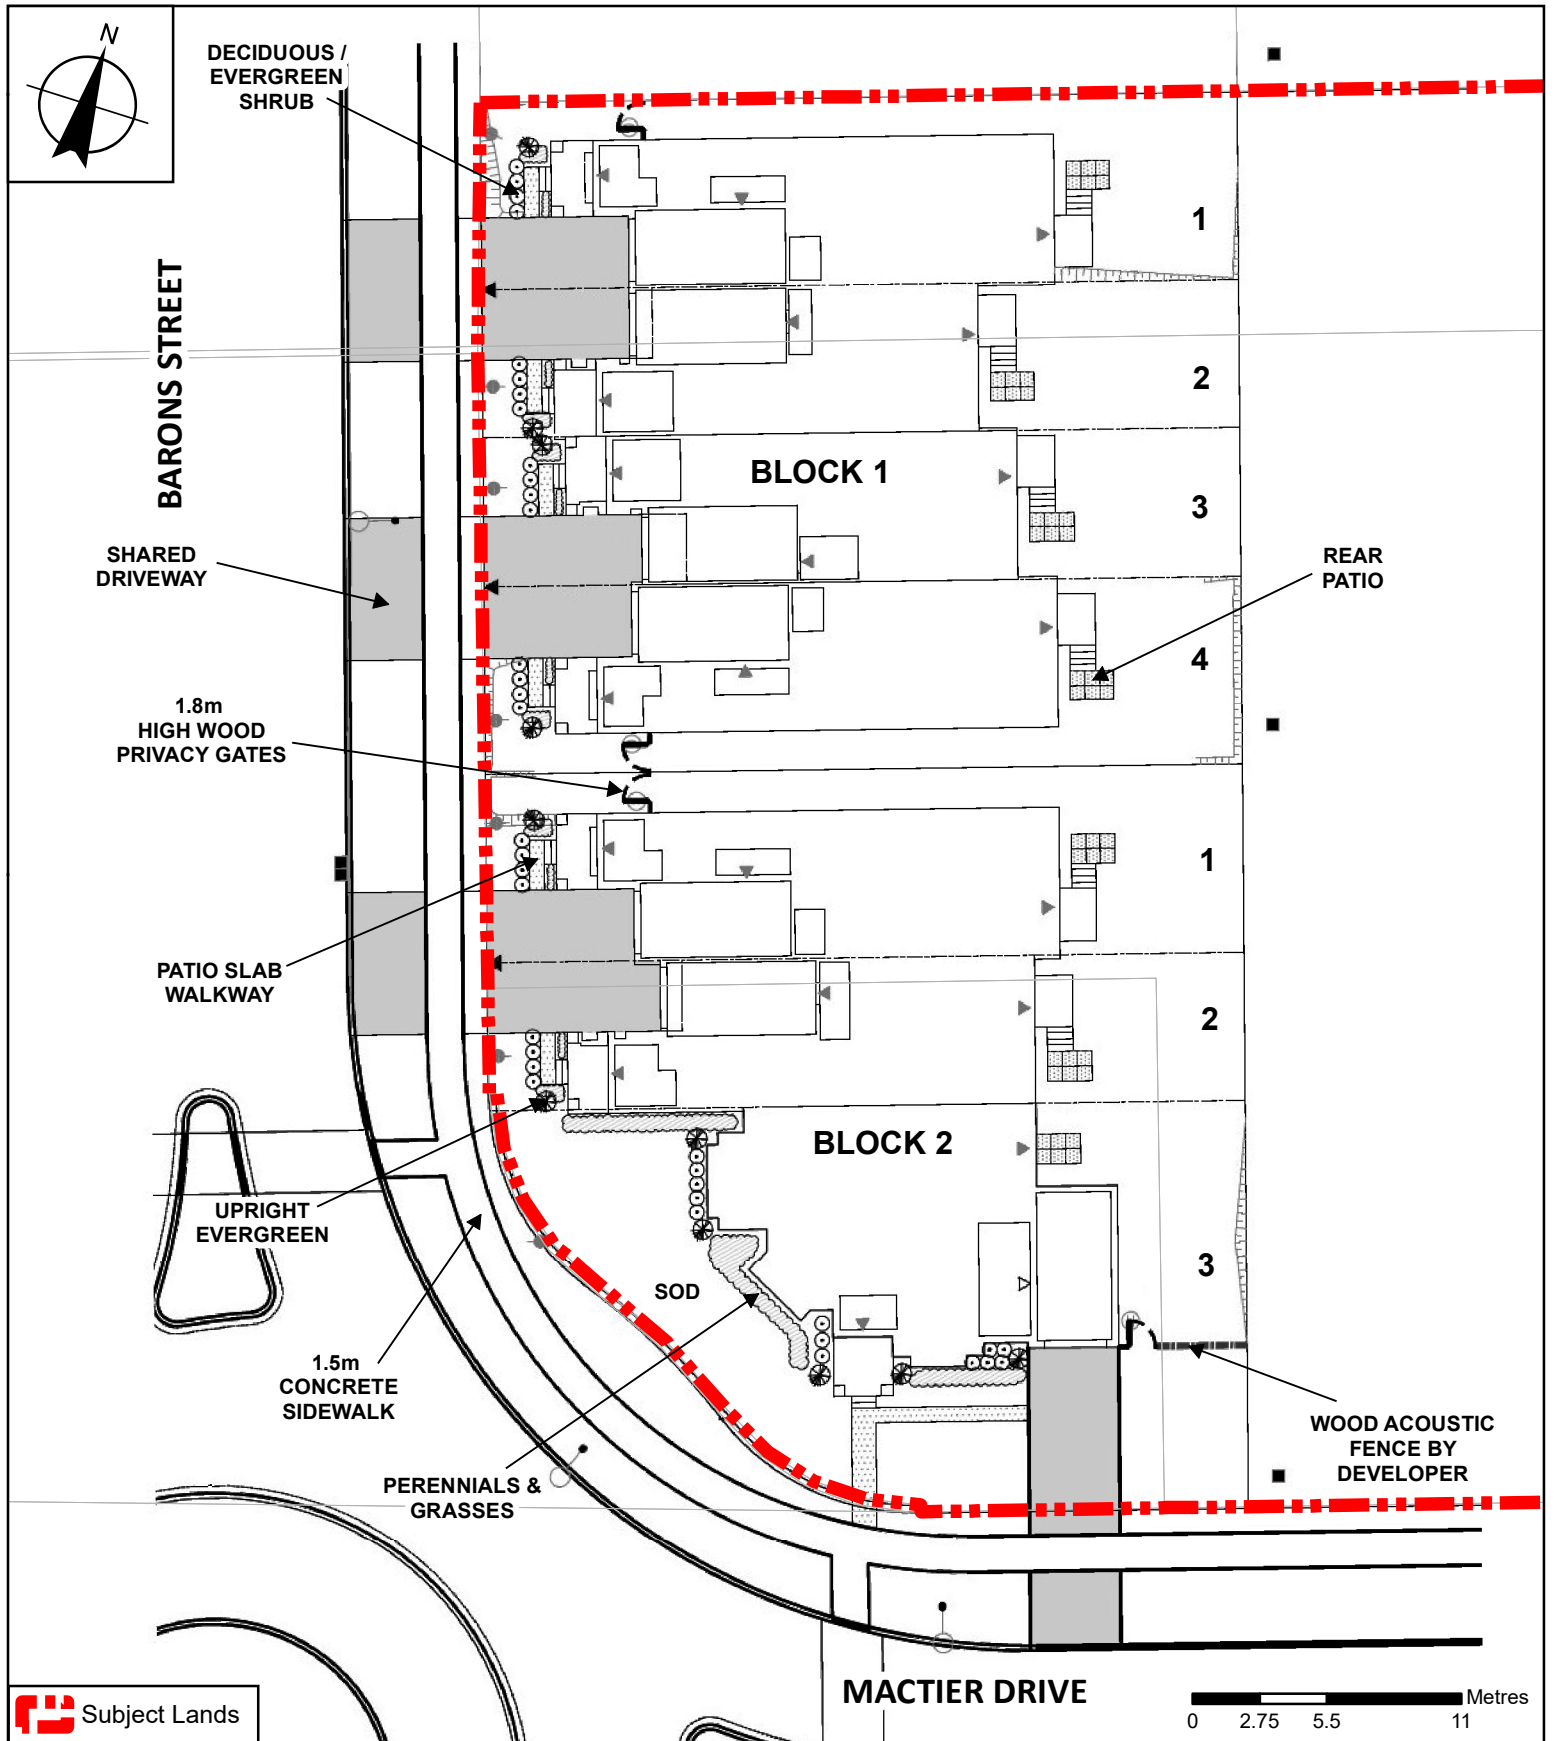 N
DECIDUOUS /
EVERGREEN
SHRUB
BARONS STREET
1
2
BLOCK 1
3
SHARED
DRIVEWAY
REAR
PATIO
4
1.8m
HIGH WOOD
PRIVACY GATES
1
PATIO SLAB
WALKWAY
2
BLOCK 2
UPRIGHT
EVERGREEN
3
SOD
1.5m
CONCRETE
SIDEWALK
WOOD ACOUSTIC
FENCE BY
DEVELOPER
PERENNIALS &
GRASSES
MACTIER DRIVE
Subject Lands
Metres
0 2.75 5.5 11